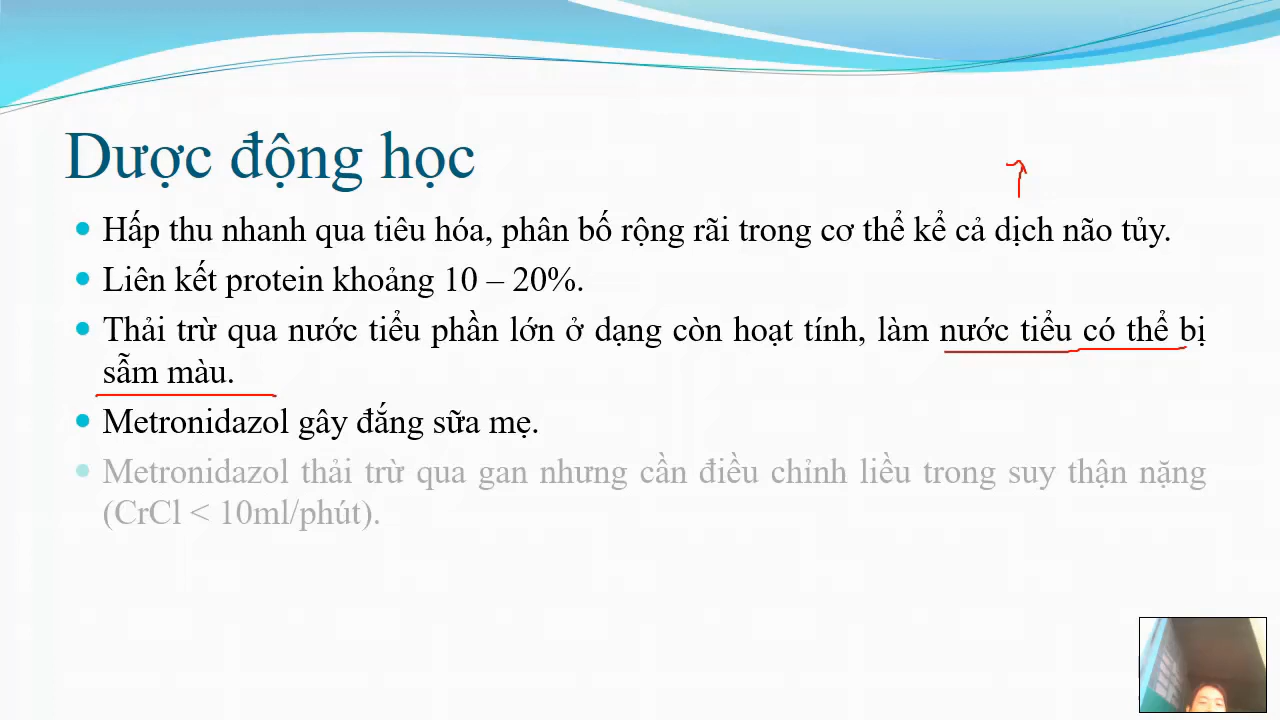 Dược động học
Hấp thu nhanh qua tiêu hóa, phân bố rộng rãi trong cơ thể kể cả dịch não tủy.
Liên kết protein khoảng 10 – 20%.
Thải trừ qua nước tiểu phần lớn ở dạng còn hoạt tính, làm nước tiểu có thể bị
sẫm màu.
Metronidazol gây đắng sữa mẹ.
Metronidazol thải trừ qua gan nhưng cần điều chỉnh liều trong suy thận nặng
(CrCl < 10ml/phút).